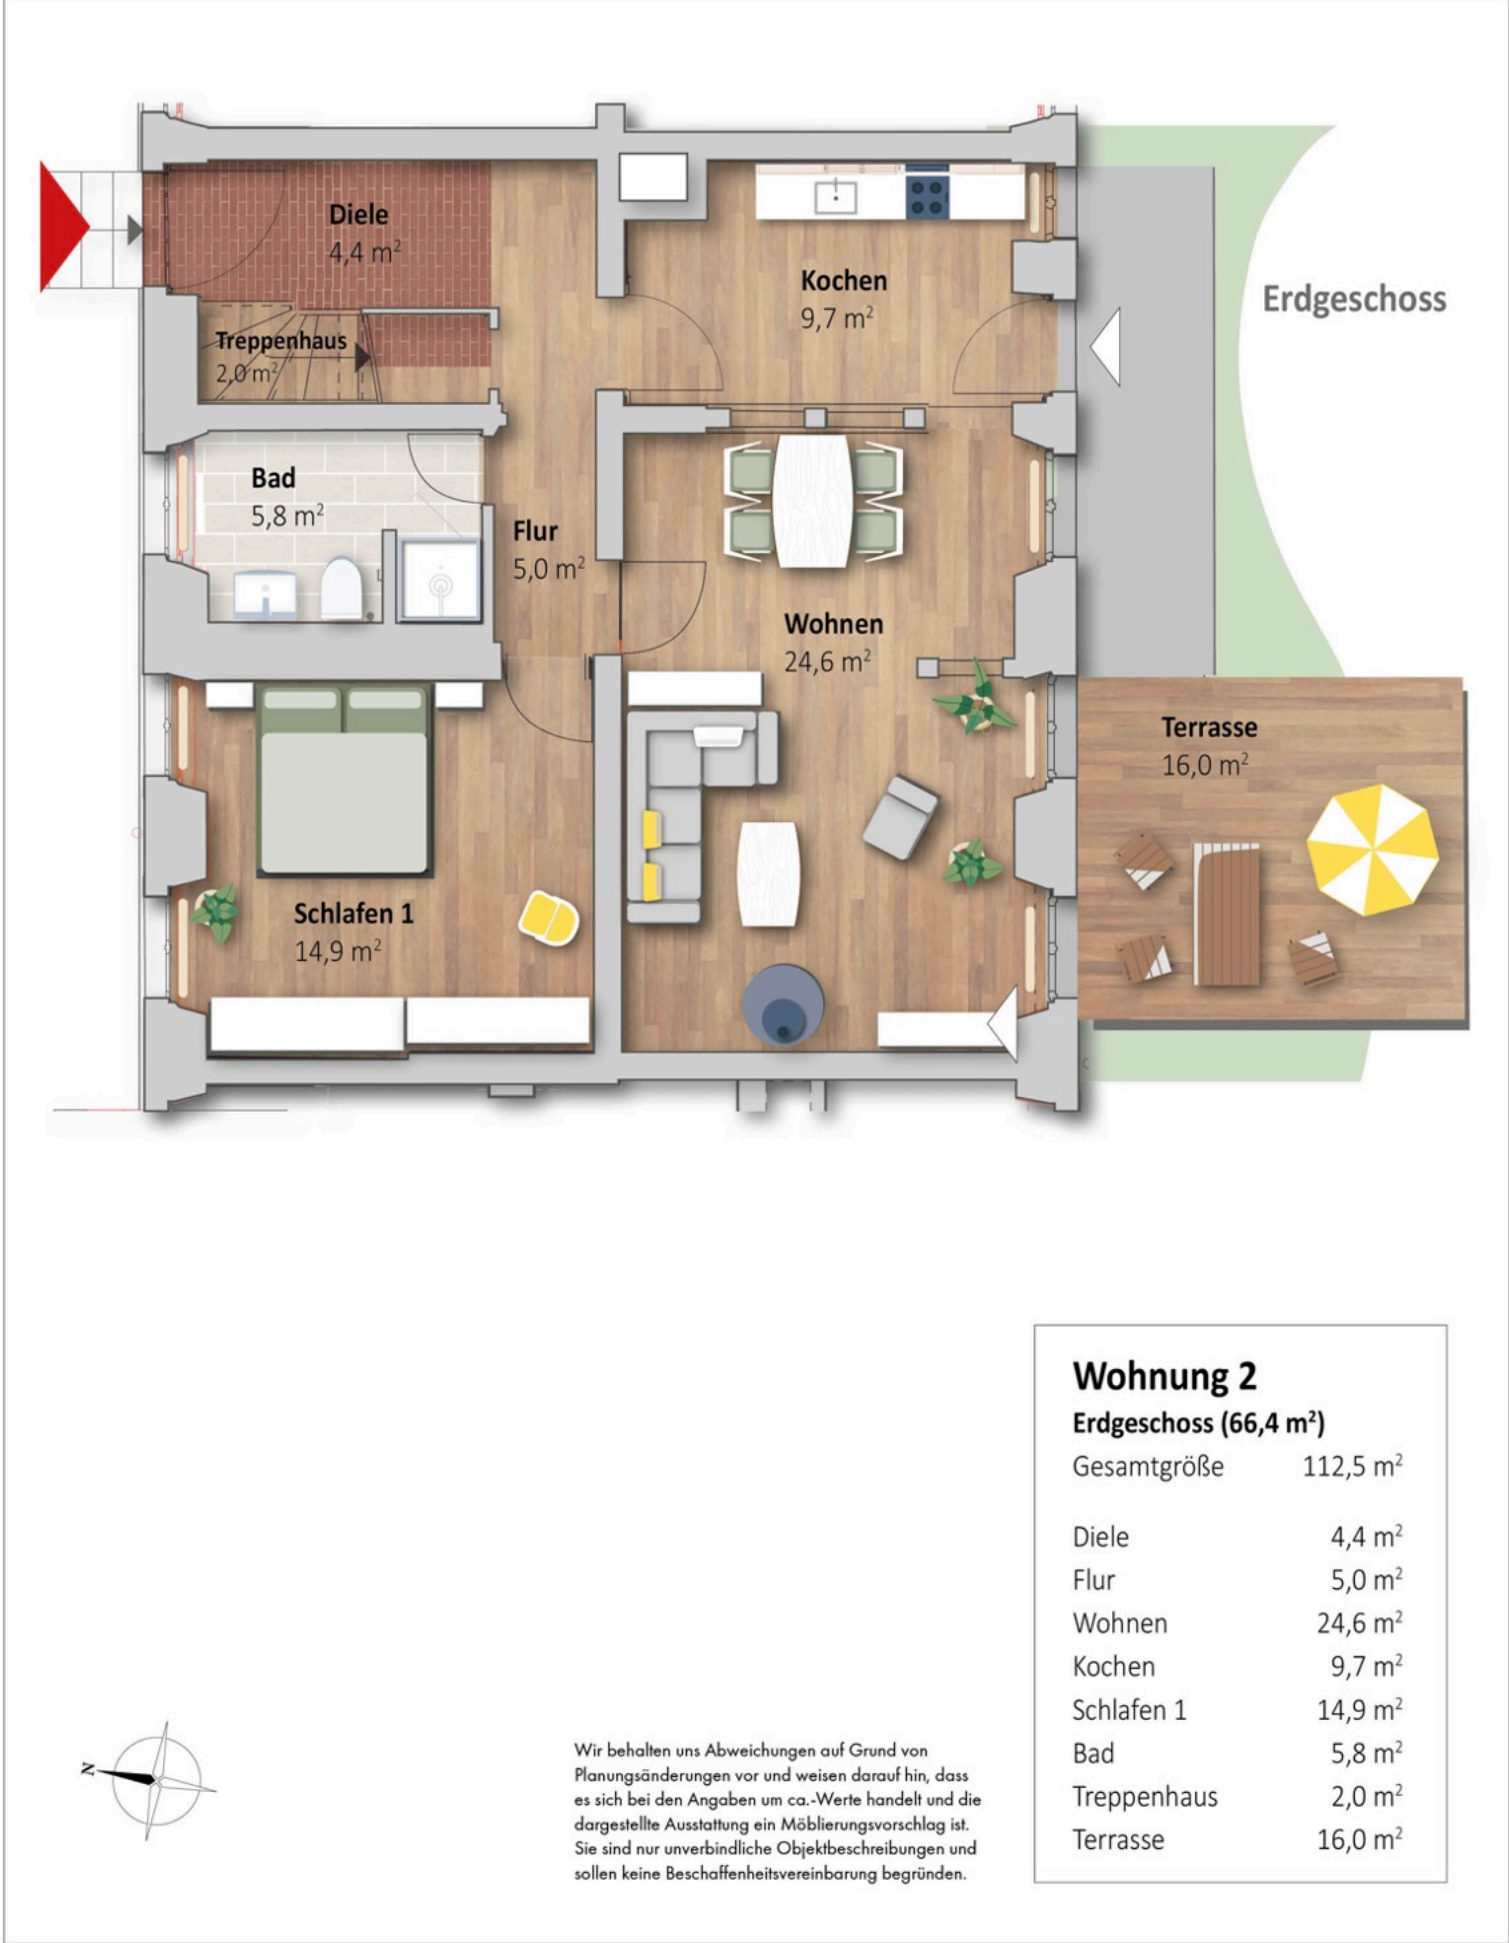 Diele
4,4 m²
Kochen
9,7 m²
Erdgeschoss
Treppenhaus
2,0 m²
Bad
5,8 m²
Flur
5,0 m²
Wohnen
24,6 m²
Terrasse
16,0 m²
Schlafen 1
14,9 m²
Wohnung 2
Erdgeschoss (66,4 m²)
Gesamtgröße 112,5 m²
Diele 4,4 m²
Flur 5,0 m²
Wohnen 24,6 m²
Kochen 9,7 m²
Schlafen 1 14,9 m²
Bad 5,8 m²
Treppenhaus 2,0 m²
Terrasse 16,0 m²
N
Wir behalten uns Abweichungen auf Grund von
Planungsänderungen vor und weisen darauf hin, dass
es sich bei den Angaben um ca.-Werte handelt und die
dargestellte Ausstattung ein Möblierungsvorschlag ist.
Sie sind nur unverbindliche Objektbeschreibungen und
sollen keine Beschaffenheitsvereinbarung begründen.